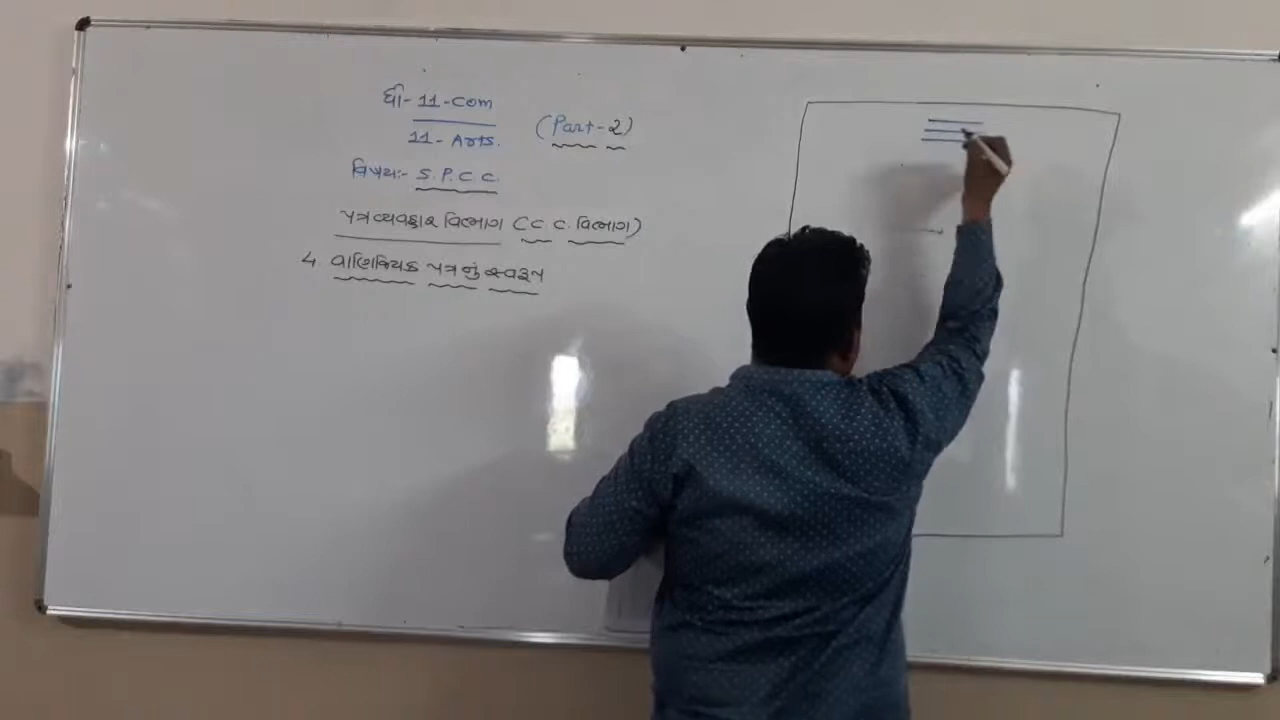 ધો- 11 - com
11 - Arts.
(Part-2)
વિષય:- S. P. C. C.
પત્રવ્યવહાર વિભાગ (C C. C. વિભાગ)
4 વાણિજ્યિક પત્રનું સ્વરૂપ